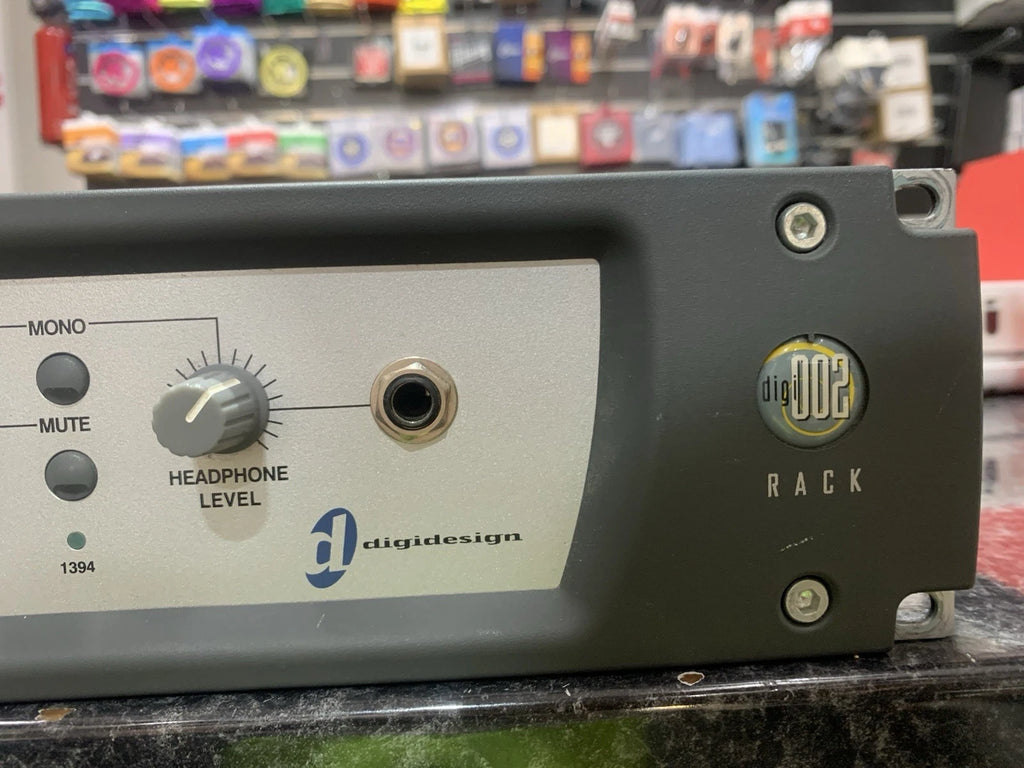 MONO
MUTE
HEADPHONE
LEVEL
1394
d digidesign
digi002
RACK